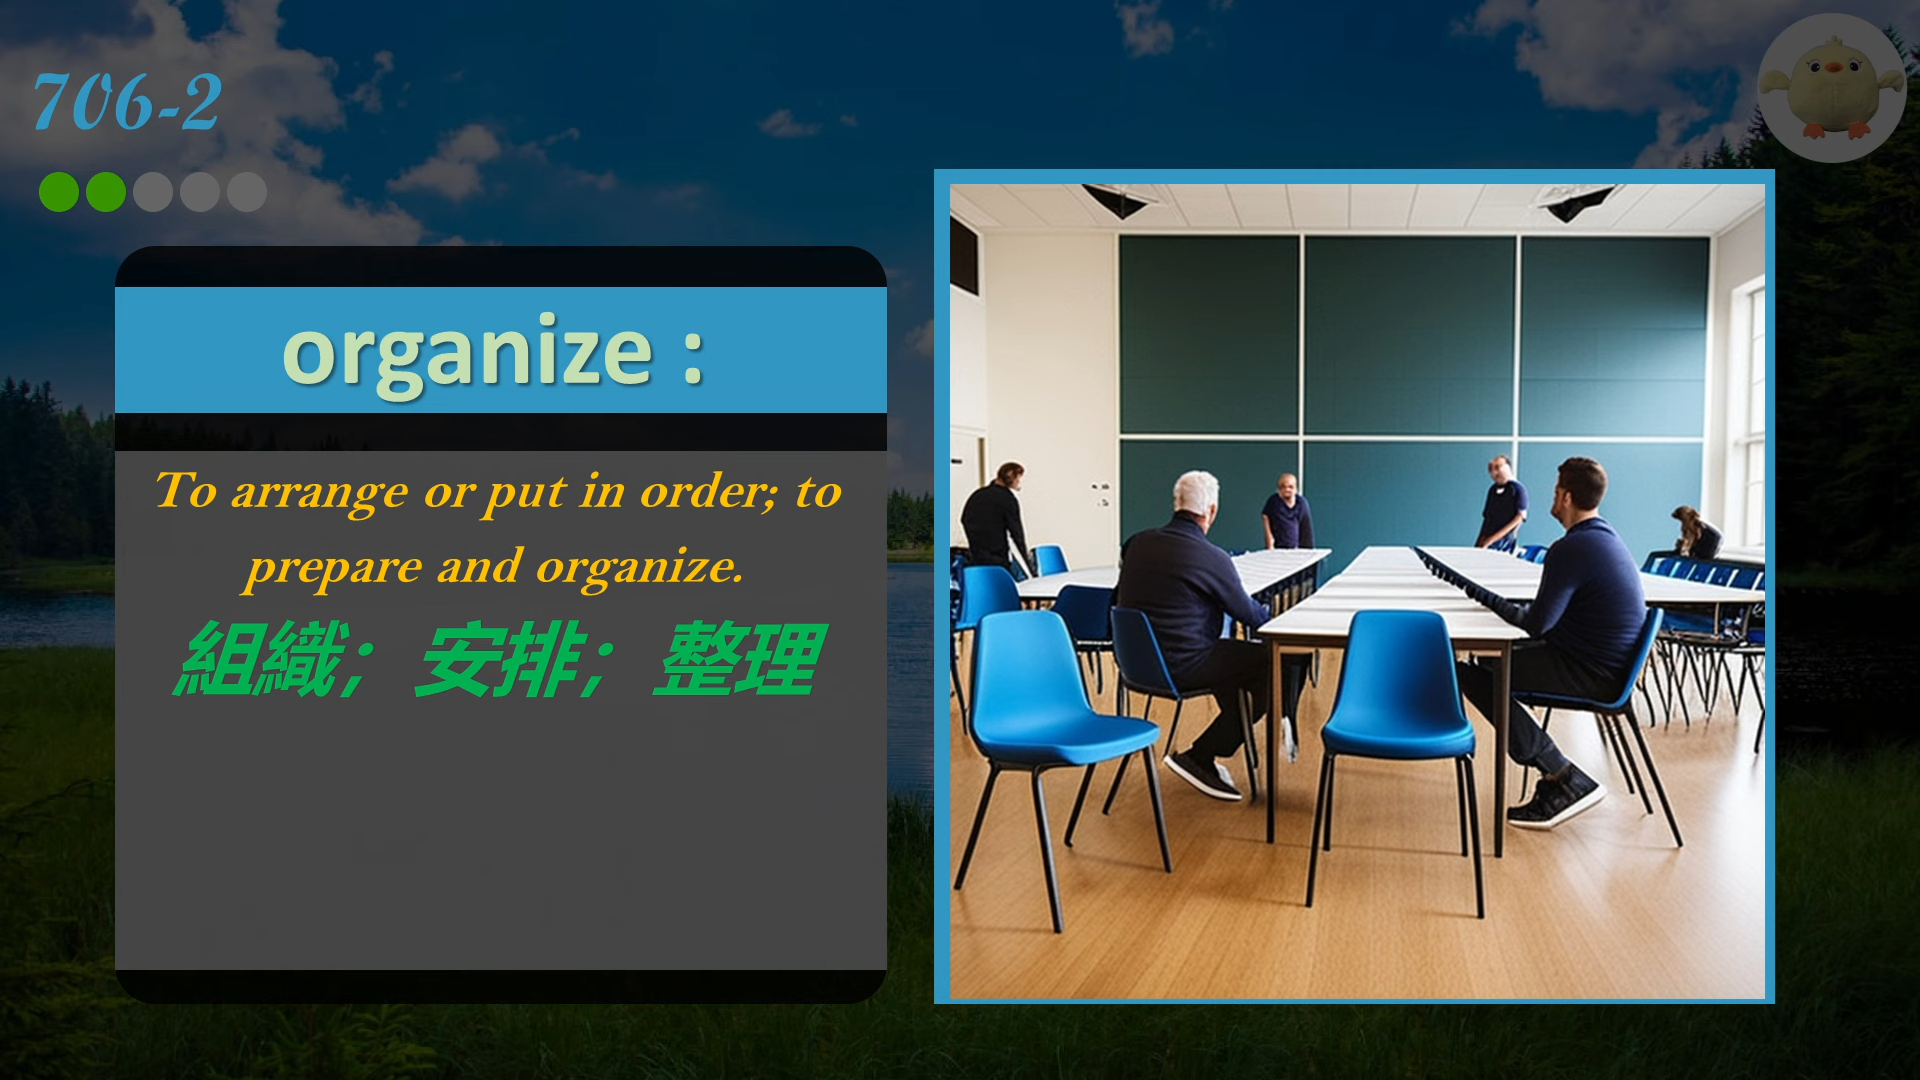 706-2
organize :
To arrange or put in order; to
prepare and organize.
組織；安排；整理